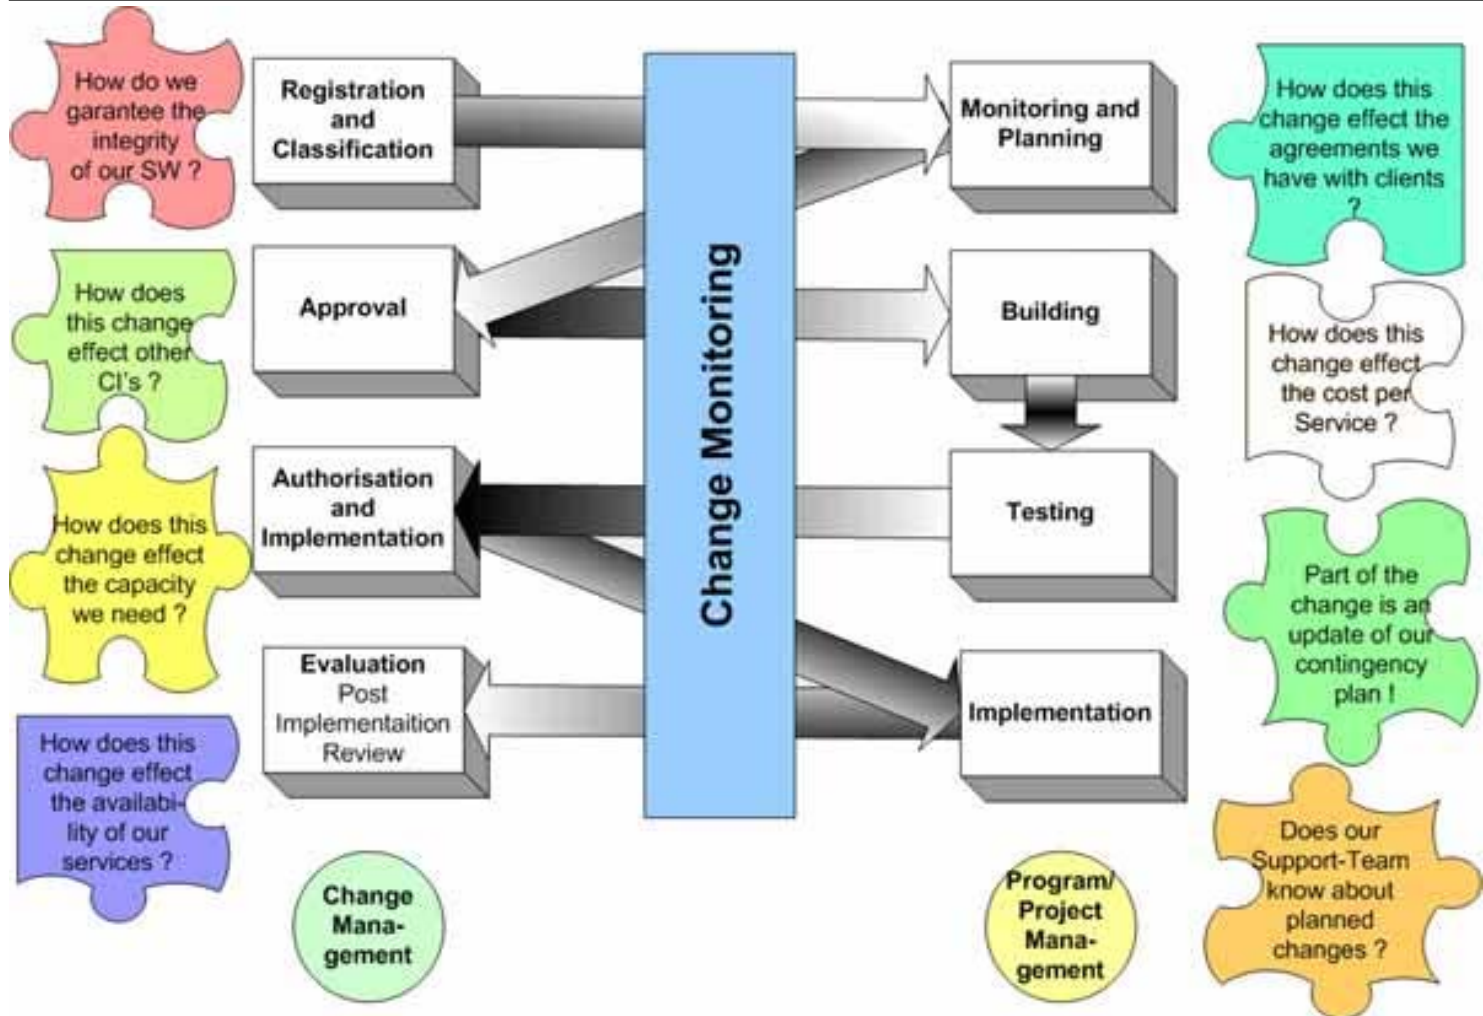 How do we
garantee the
integrity
of our SW ?
Registration
and
Classification
Monitoring and
Planning
How does this
change effect the
agreements we
have with clients
?
How does
this change
effect other
CI's ?
Approval
Change Monitoring
Building
How does this
change effect
the cost per
Service ?
How does this
change effect
the capacity
we need ?
Authorisation
and
Implementation
Testing
Part of the
change is an
update of our
contingency
plan !
How does this
change effect
the availabi-
lity of our
services ?
Evaluation
Post
Implementaition
Review
Implementation
Does our
Support-Team
know about
planned
changes ?
Change
Mana-
gement
Program/
Project
Mana-
gement